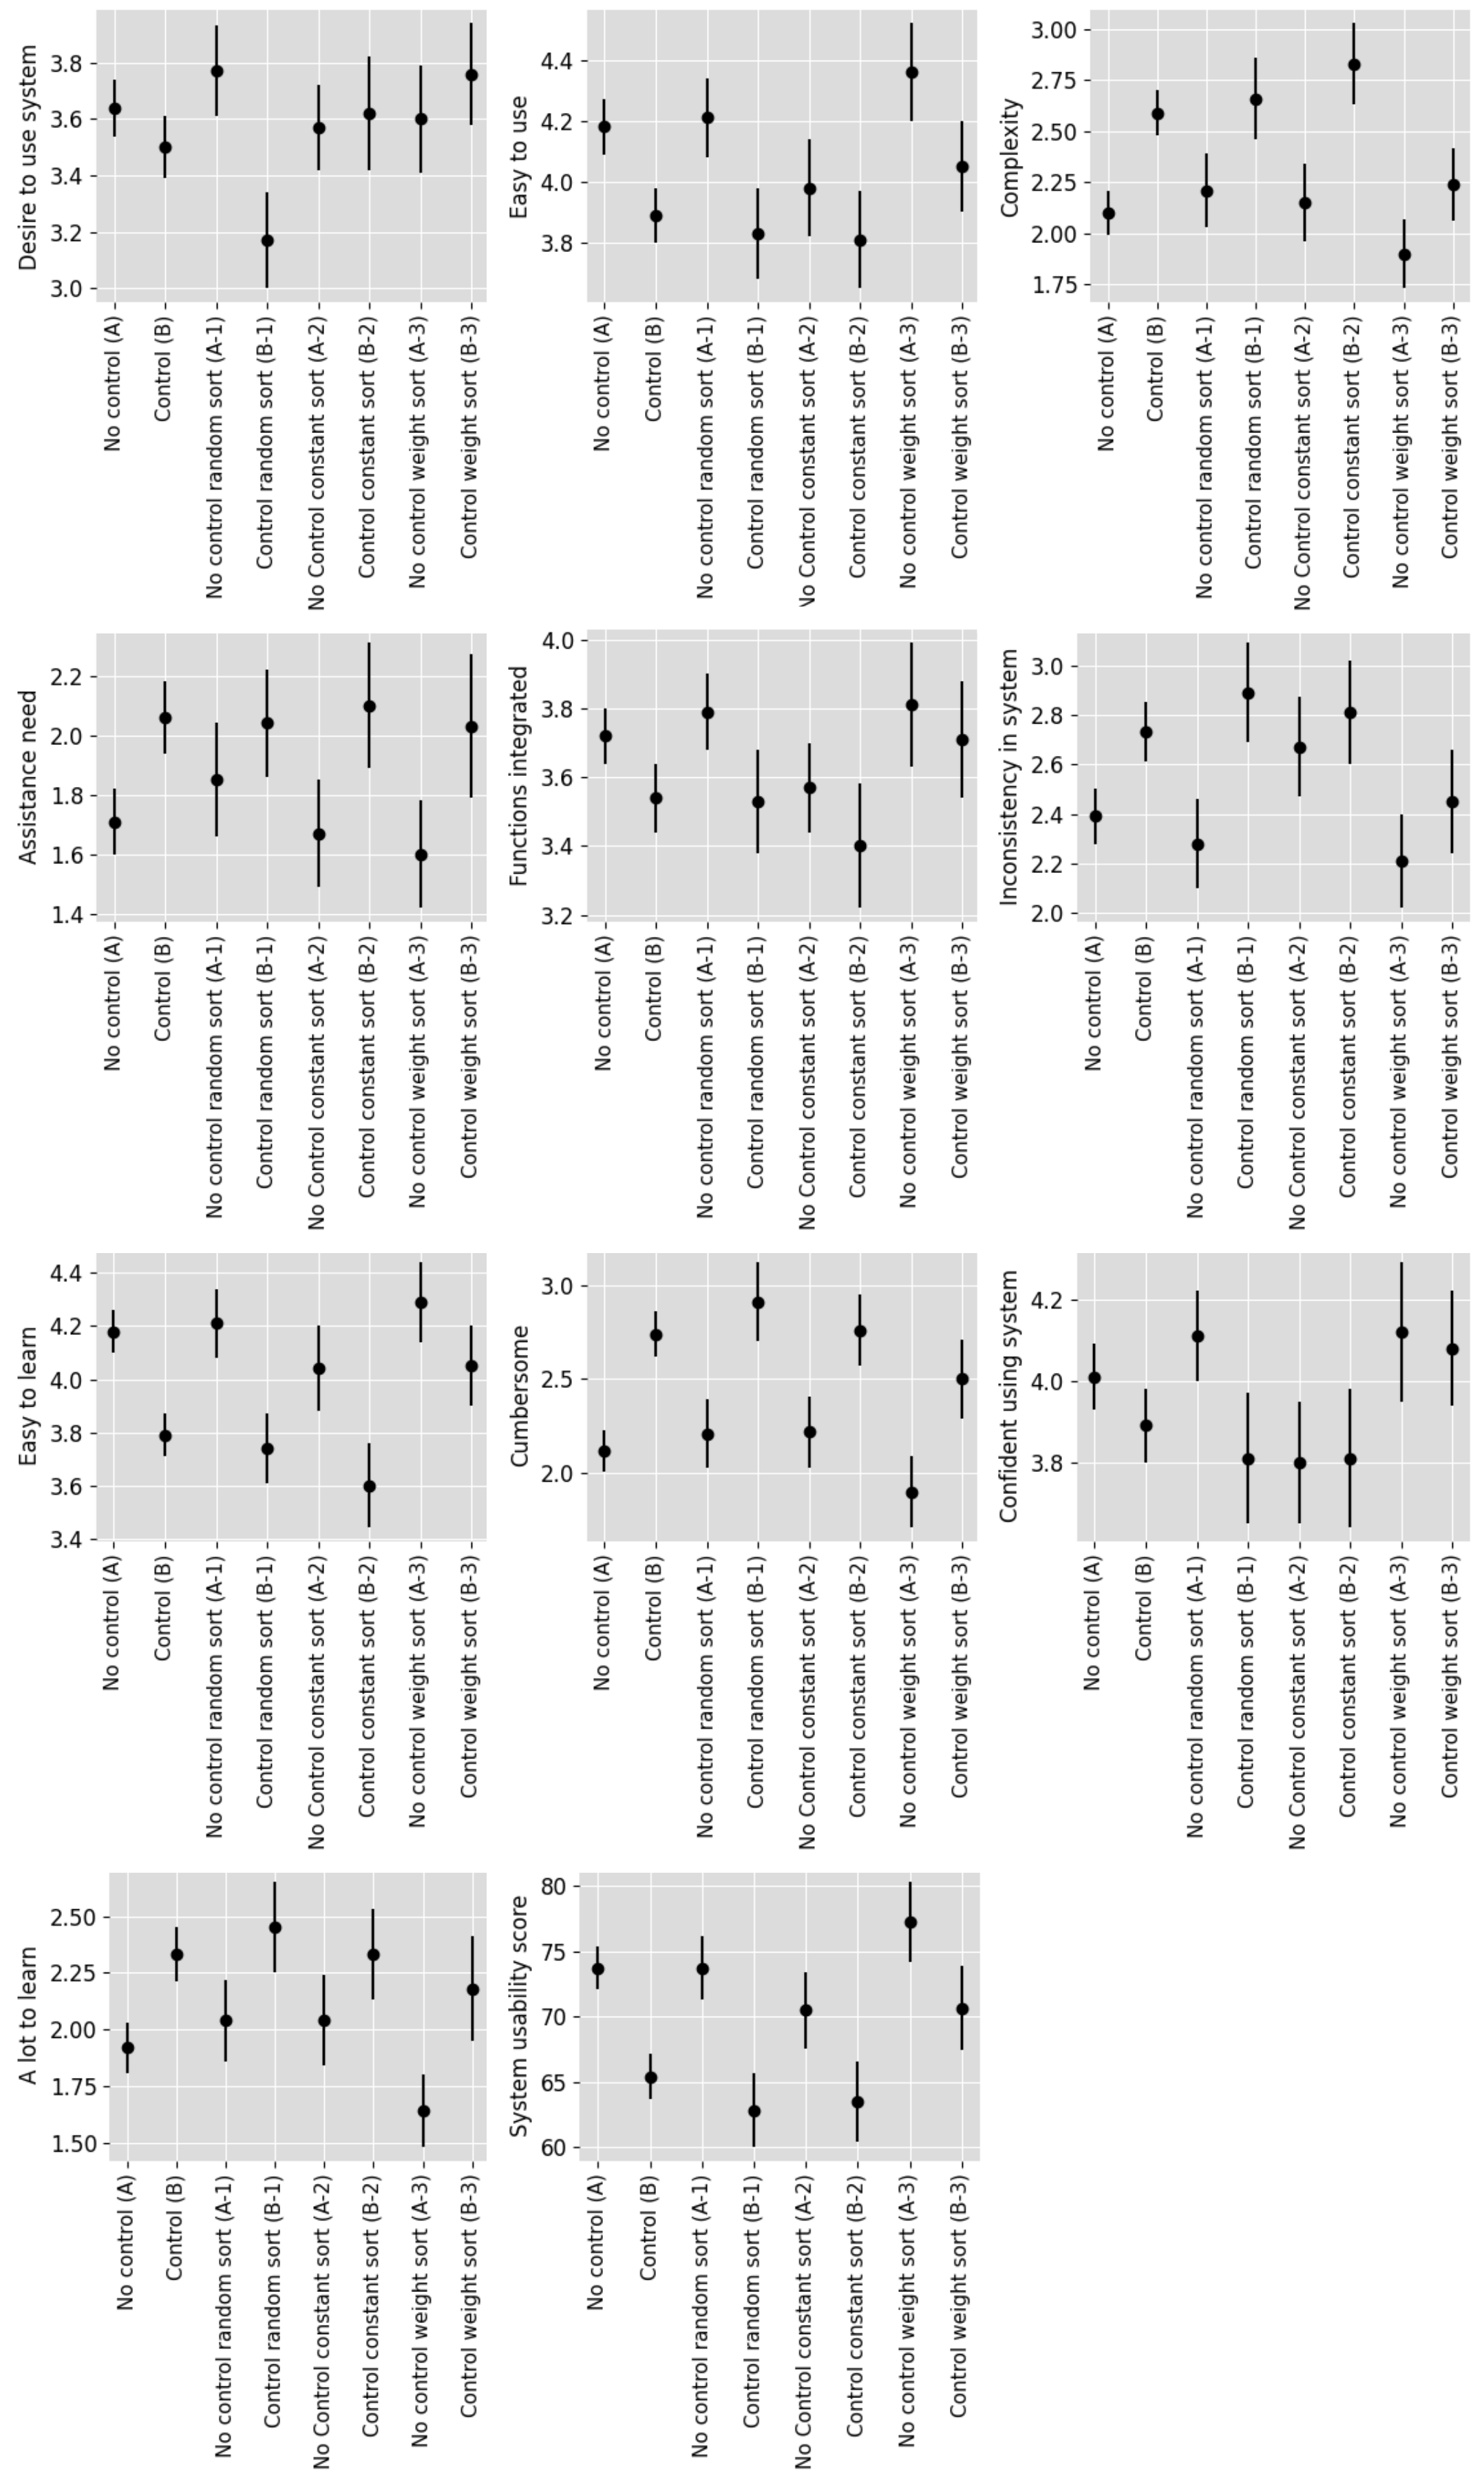 Desire to use system
3.8
3.6
3.4
3.2
3.0
No control (A)
Control (B)
No control random sort (A-1)
Control random sort (B-1)
No Control constant sort (A-2)
Control constant sort (B-2)
No control weight sort (A-3)
Control weight sort (B-3)
Easy to use
4.4
4.2
4.0
3.8
No control (A)
Control (B)
No control random sort (A-1)
Control random sort (B-1)
No Control constant sort (A-2)
Control constant sort (B-2)
No control weight sort (A-3)
Control weight sort (B-3)
Complexity
3.00
2.75
2.50
2.25
2.00
1.75
No control (A)
Control (B)
No control random sort (A-1)
Control random sort (B-1)
No Control constant sort (A-2)
Control constant sort (B-2)
No control weight sort (A-3)
Control weight sort (B-3)
Assistance need
2.2
2.0
1.8
1.6
1.4
No control (A)
Control (B)
No control random sort (A-1)
Control random sort (B-1)
No Control constant sort (A-2)
Control constant sort (B-2)
No control weight sort (A-3)
Control weight sort (B-3)
Functions integrated
4.0
3.8
3.6
3.4
3.2
No control (A)
Control (B)
No control random sort (A-1)
Control random sort (B-1)
No Control constant sort (A-2)
Control constant sort (B-2)
No control weight sort (A-3)
Control weight sort (B-3)
Inconsistency in system
3.0
2.8
2.6
2.4
2.2
2.0
No control (A)
Control (B)
No control random sort (A-1)
Control random sort (B-1)
No Control constant sort (A-2)
Control constant sort (B-2)
No control weight sort (A-3)
Control weight sort (B-3)
Easy to learn
4.4
4.2
4.0
3.8
3.6
3.4
No control (A)
Control (B)
No control random sort (A-1)
Control random sort (B-1)
No Control constant sort (A-2)
Control constant sort (B-2)
No control weight sort (A-3)
Control weight sort (B-3)
Cumbersome
3.0
2.5
2.0
No control (A)
Control (B)
No control random sort (A-1)
Control random sort (B-1)
No Control constant sort (A-2)
Control constant sort (B-2)
No control weight sort (A-3)
Control weight sort (B-3)
Confident using system
4.2
4.0
3.8
No control (A)
Control (B)
No control random sort (A-1)
Control random sort (B-1)
No Control constant sort (A-2)
Control constant sort (B-2)
No control weight sort (A-3)
Control weight sort (B-3)
A lot to learn
2.50
2.25
2.00
1.75
1.50
No control (A)
Control (B)
No control random sort (A-1)
Control random sort (B-1)
No Control constant sort (A-2)
Control constant sort (B-2)
No control weight sort (A-3)
Control weight sort (B-3)
System usability score
80
75
70
65
60
No control (A)
Control (B)
No control random sort (A-1)
Control random sort (B-1)
No Control constant sort (A-2)
Control constant sort (B-2)
No control weight sort (A-3)
Control weight sort (B-3)